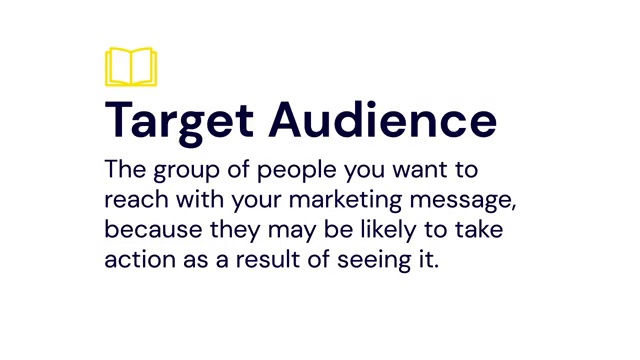 Target Audience
The group of people you want to
reach with your marketing message,
because they may be likely to take
action as a result of seeing it.